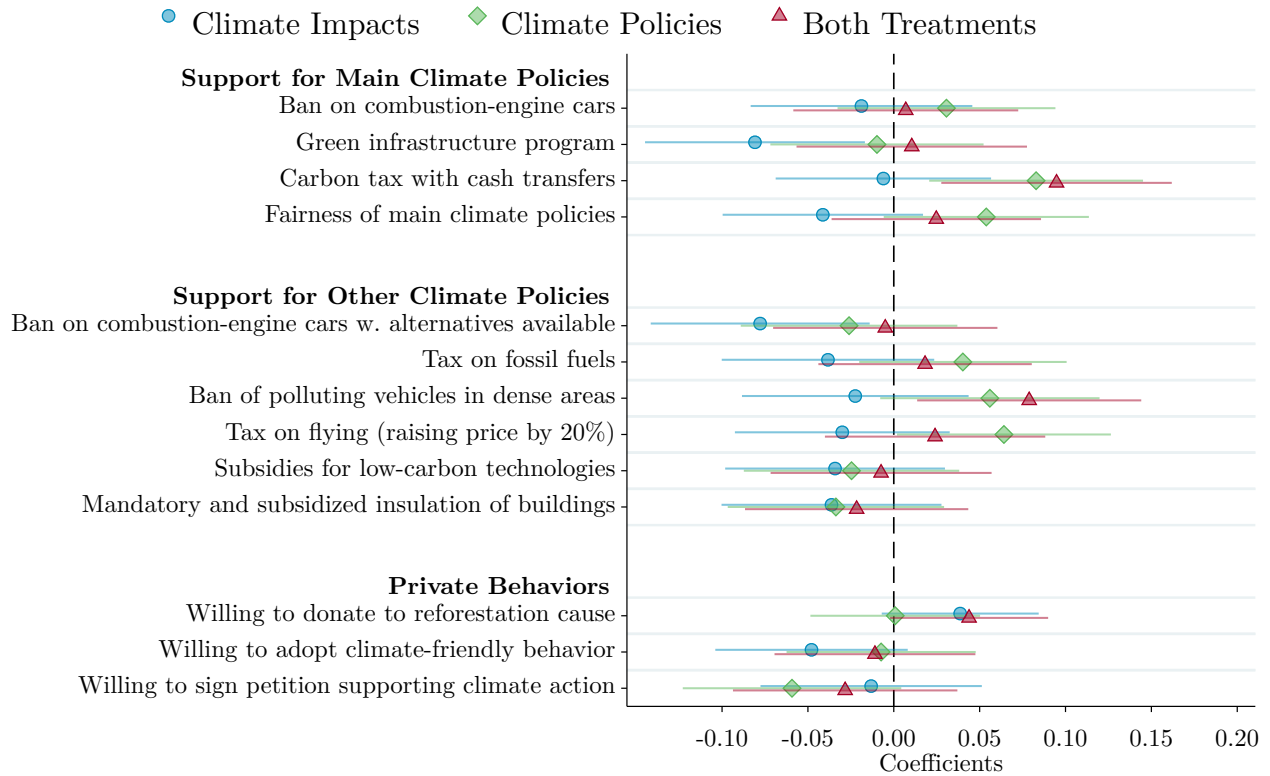 Climate Impacts Climate Policies Both Treatments
Support for Main Climate Policies
Ban on combustion-engine cars
Green infrastructure program
Carbon tax with cash transfers
Fairness of main climate policies
Support for Other Climate Policies
Ban on combustion-engine cars w. alternatives available
Tax on fossil fuels
Ban of polluting vehicles in dense areas
Tax on flying (raising price by 20%)
Subsidies for low-carbon technologies
Mandatory and subsidized insulation of buildings
Private Behaviors
Willing to donate to reforestation cause
Willing to adopt climate-friendly behavior
Willing to sign petition supporting climate action
-0.10 -0.05 0.00 0.05 0.10 0.15 0.20
Coefficients